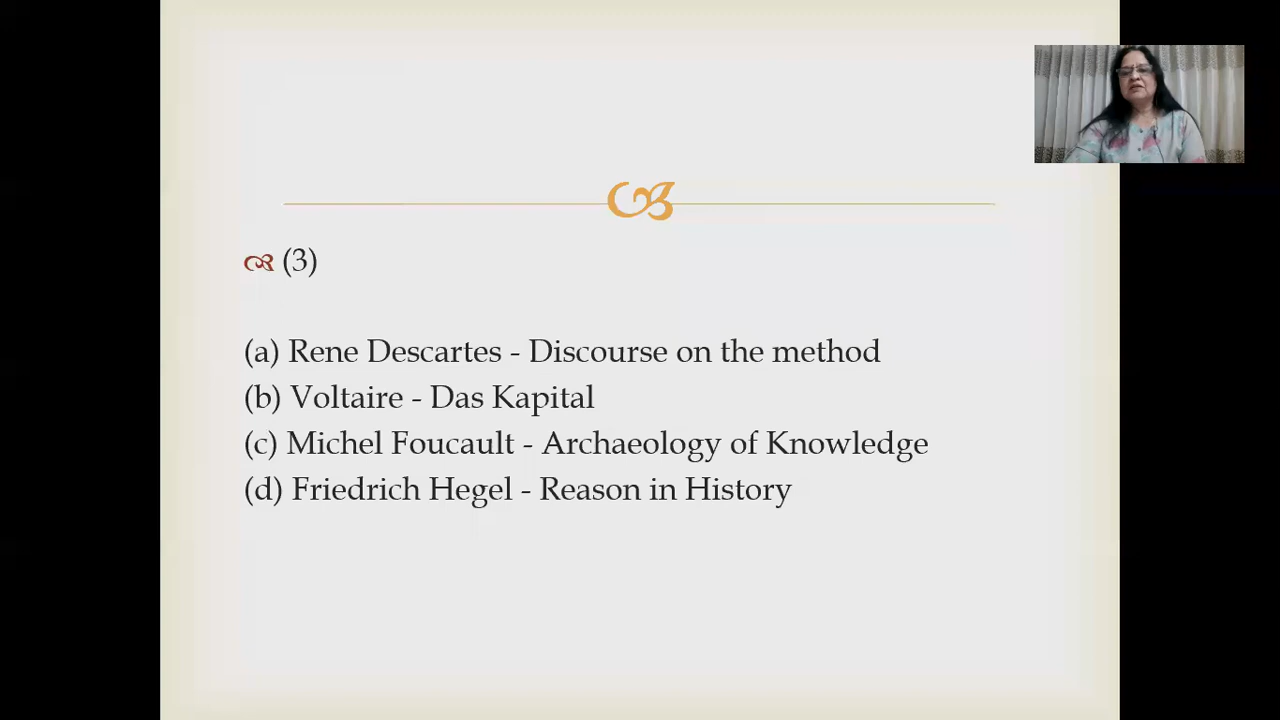 (3)
(a) Rene Descartes - Discourse on the method
(b) Voltaire - Das Kapital
(c) Michel Foucault - Archaeology of Knowledge
(d) Friedrich Hegel - Reason in History